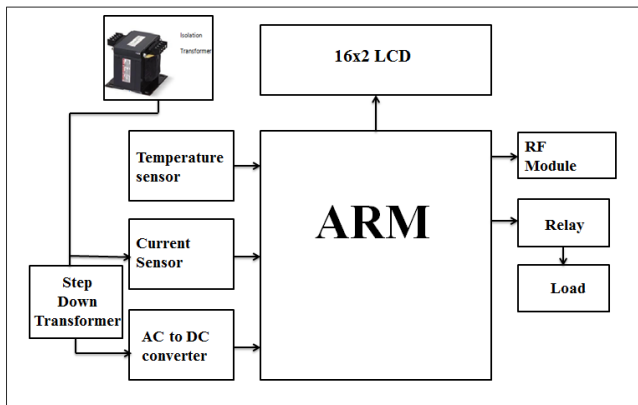 Isolation
Transformer
16x2 LCD
Temperature
sensor
ARM
RF
Module
Current
Sensor
Relay
Step
Down
Transformer
Load
AC to DC
converter